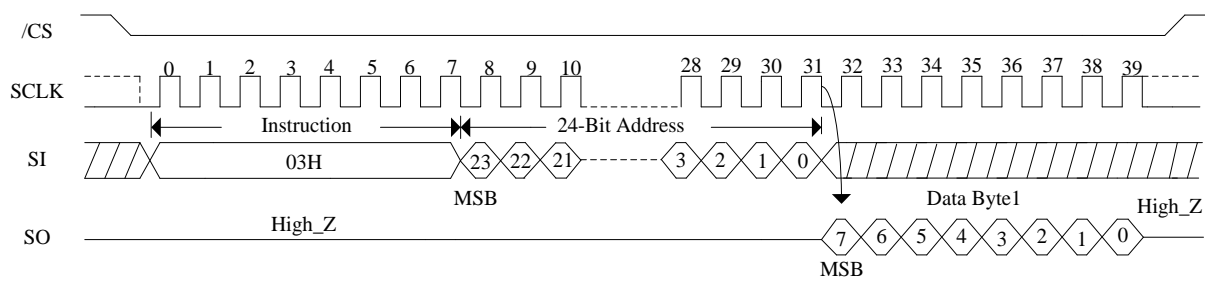 /CS
0 1 2 3 4 5 6 7 8 9 10 28 29 30 31 32 33 34 35 36 37 38 39
SCLK
Instruction 24-Bit Address
SI 03H 23 22 21 3 2 1 0
MSB Data Byte1
High_Z High_Z
SO 7 6 5 4 3 2 1 0
MSB